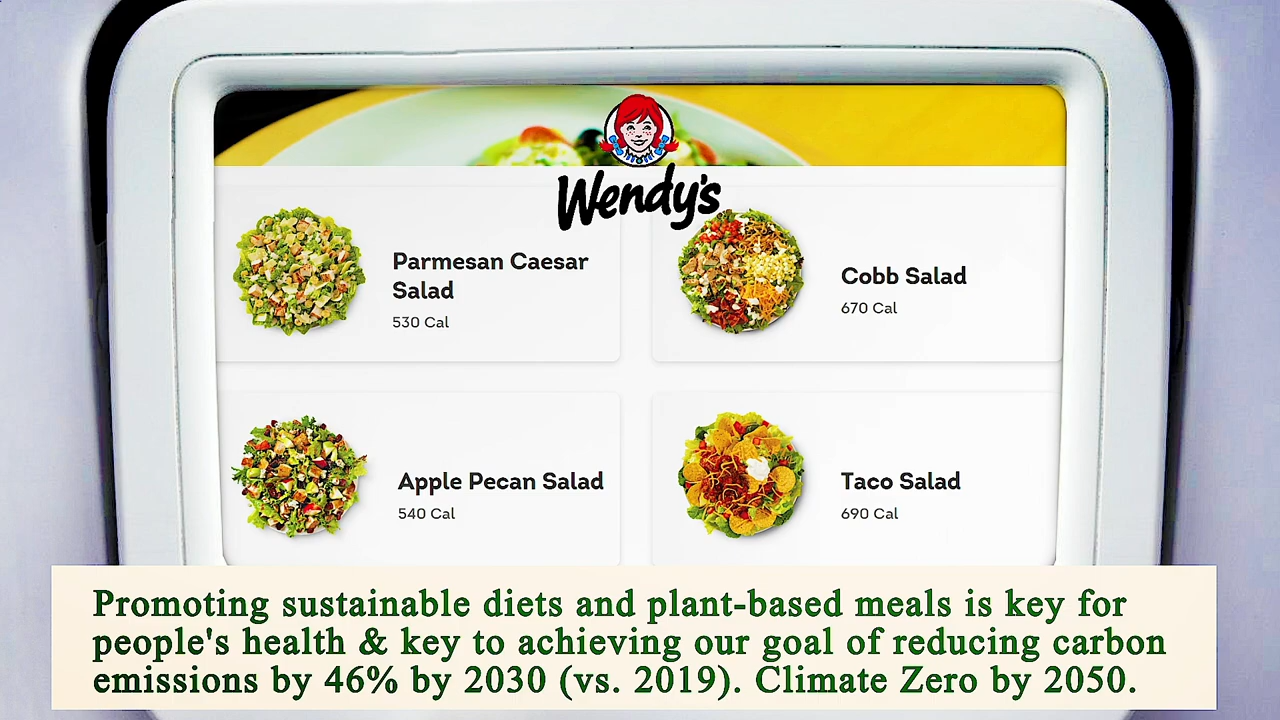 Wendy's
Parmesan Caesar
Salad
530 Cal
Cobb Salad
670 Cal
Apple Pecan Salad
540 Cal
Taco Salad
690 Cal
Promoting sustainable diets and plant-based meals is key for
people's health & key to achieving our goal of reducing carbon
emissions by 46% by 2030 (vs. 2019). Climate Zero by 2050.